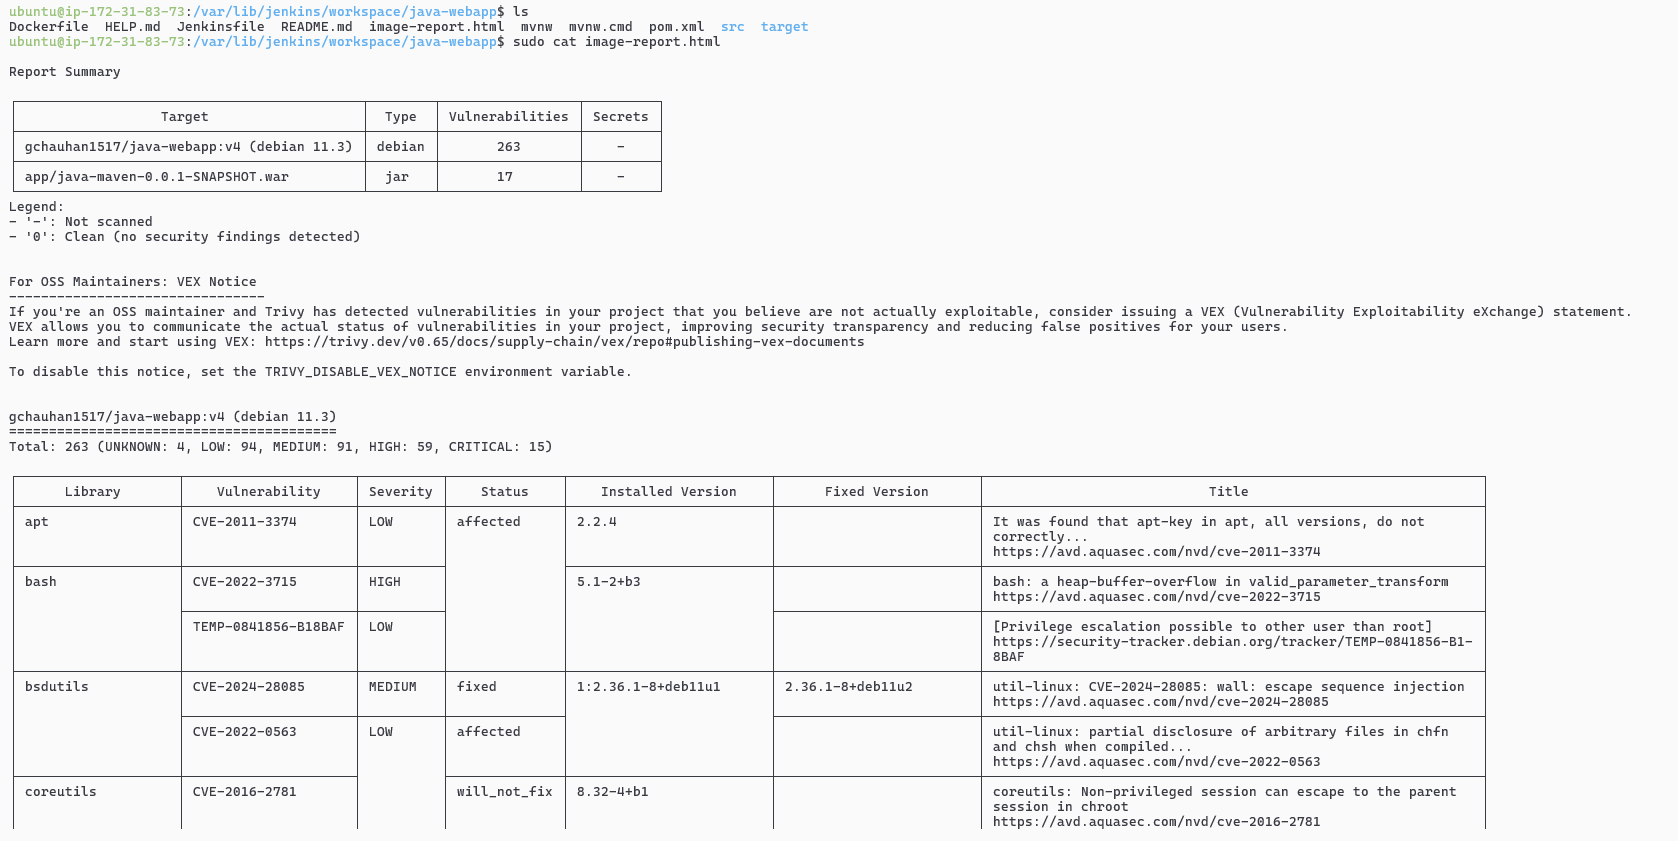 ubuntu@ip-172-31-83-73:/var/lib/jenkins/workspace/java-webapp$ ls
Dockerfile  HELP.md  Jenkinsfile  README.md  image-report.html  mvnw  mvnw.cmd  pom.xml  src  target
ubuntu@ip-172-31-83-73:/var/lib/jenkins/workspace/java-webapp$ sudo cat image-report.html
Report Summary
Target  Type  Vulnerabilities  Secrets
gchauhan1517/java-webapp:v4 (debian 11.3)  debian  263  -
app/java-maven-0.0.1-SNAPSHOT.war  jar  17  -
Legend:
- '-': Not scanned
- '0': Clean (no security findings detected)
For OSS Maintainers: VEX Notice
--------------------------------
If you're an OSS maintainer and Trivy has detected vulnerabilities in your project that you believe are not actually exploitable, consider issuing a VEX (Vulnerability Exploitability eXchange) statement.
VEX allows you to communicate the actual status of vulnerabilities in your project, improving security transparency and reducing false positives for your users.
Learn more and start using VEX: https://trivy.dev/v0.65/docs/supply-chain/vex/repo#publishing-vex-documents
To disable this notice, set the TRIVY_DISABLE_VEX_NOTICE environment variable.
gchauhan1517/java-webapp:v4 (debian 11.3)
=========================================
Total: 263 (UNKNOWN: 4, LOW: 94, MEDIUM: 91, HIGH: 59, CRITICAL: 15)
Library  Vulnerability  Severity  Status  Installed Version  Fixed Version  Title
apt  CVE-2011-3374  LOW  affected  2.2.4  It was found that apt-key in apt, all versions, do not
correctly...
https://avd.aquasec.com/nvd/cve-2011-3374
bash  CVE-2022-3715  HIGH  5.1-2+b3  bash: a heap-buffer-overflow in valid_parameter_transform
https://avd.aquasec.com/nvd/cve-2022-3715
TEMP-0841856-B18BAF  LOW  [Privilege escalation possible to other user than root]
https://security-tracker.debian.org/tracker/TEMP-0841856-B1-
8BAF
bsdutils  CVE-2024-28085  MEDIUM  fixed  1:2.36.1-8+deb11u1  2.36.1-8+deb11u2  util-linux: CVE-2024-28085: wall: escape sequence injection
https://avd.aquasec.com/nvd/cve-2024-28085
CVE-2022-0563  LOW  affected  util-linux: partial disclosure of arbitrary files in chfn
and chsh when compiled...
https://avd.aquasec.com/nvd/cve-2022-0563
coreutils  CVE-2016-2781  will_not_fix  8.32-4+b1  coreutils: Non-privileged session can escape to the parent
session in chroot
https://avd.aquasec.com/nvd/cve-2016-2781